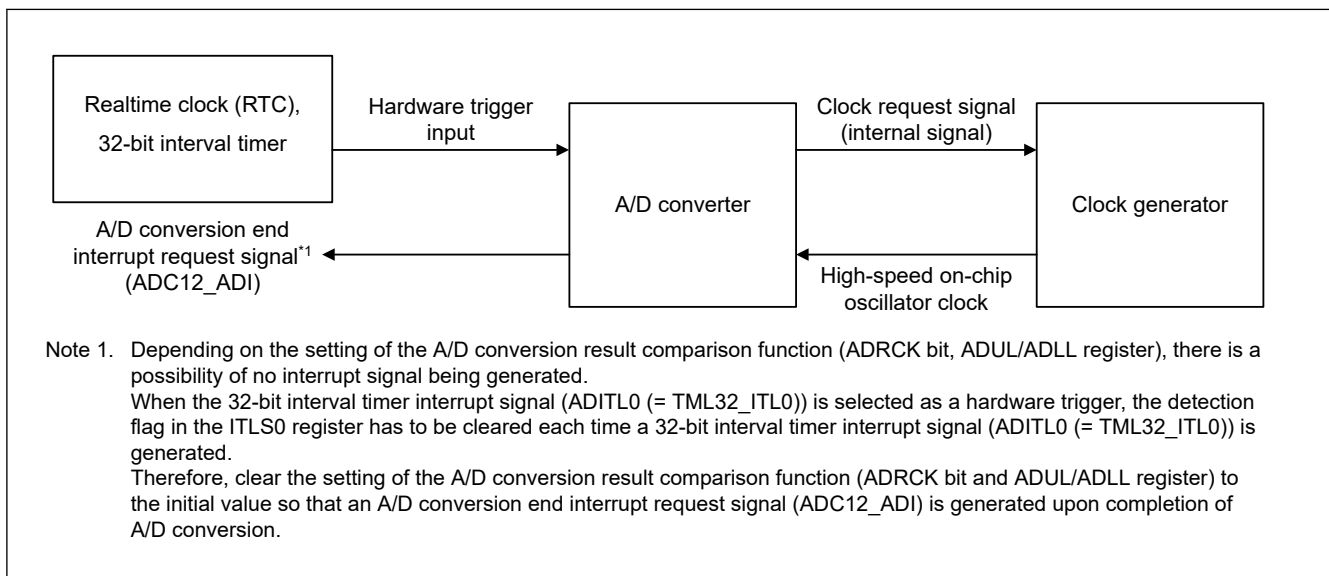 Realtime clock (RTC),
32-bit interval timer
Hardware trigger
input
A/D converter
Clock request signal
(internal signal)
Clock generator
A/D conversion end
interrupt request signal*1
(ADC12_ADI)
High-speed on-chip
oscillator clock
Note 1. Depending on the setting of the A/D conversion result comparison function (ADRCK bit, ADUL/ADLL register), there is a
possibility of no interrupt signal being generated.
When the 32-bit interval timer interrupt signal (ADITL0 (= TML32_ITL0)) is selected as a hardware trigger, the detection
flag in the ITLS0 register has to be cleared each time a 32-bit interval timer interrupt signal (ADITL0 (= TML32_ITL0)) is
generated.
Therefore, clear the setting of the A/D conversion result comparison function (ADRCK bit and ADUL/ADLL register) to
the initial value so that an A/D conversion end interrupt request signal (ADC12_ADI) is generated upon completion of
A/D conversion.